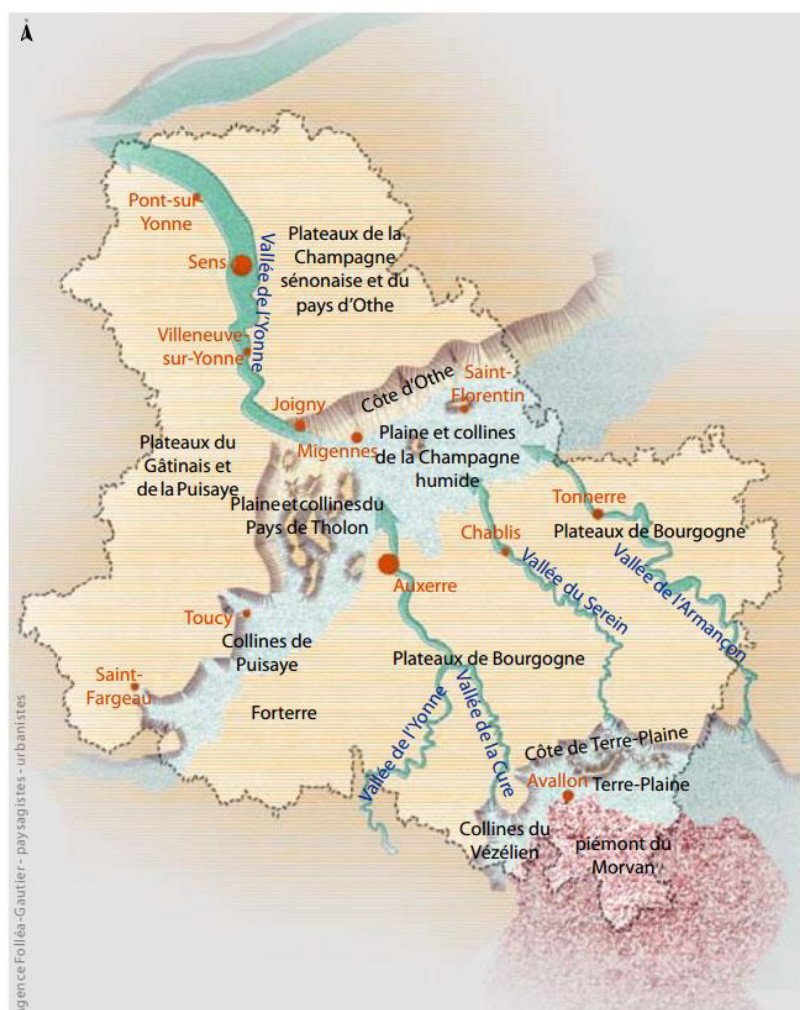 Pont-sur-
Yonne
Sens
Vallée de l'Yonne
Plateaux de la
Champagne
sénonaise et du
pays d'Othe
Villeneuve-
sur-Yonne
Côte d'Othe
Saint-
Florentin
Joigny
Migennes
Plaine et collines
de la Champagne
humide
Plateaux du
Gâtinais et
de la Puisaye
Plaine et collines du
Pays de Tholon
Tonnerre
Plateaux de Bourgogne
Chablis
Vallée du Serein
Vallée de l'Armançon
Auxerre
Toucy
Collines de
Puisaye
Plateaux de Bourgogne
Saint-
Fargeau
Forterre
Vallée de l'Yonne
Vallée de la Cure
Côte de Terre-Plaine
Avallon
Terre-Plaine
Collines du
Vézélien
piémont du
Morvan
gence Folléa-Gautier - paysagistes - urbanistes